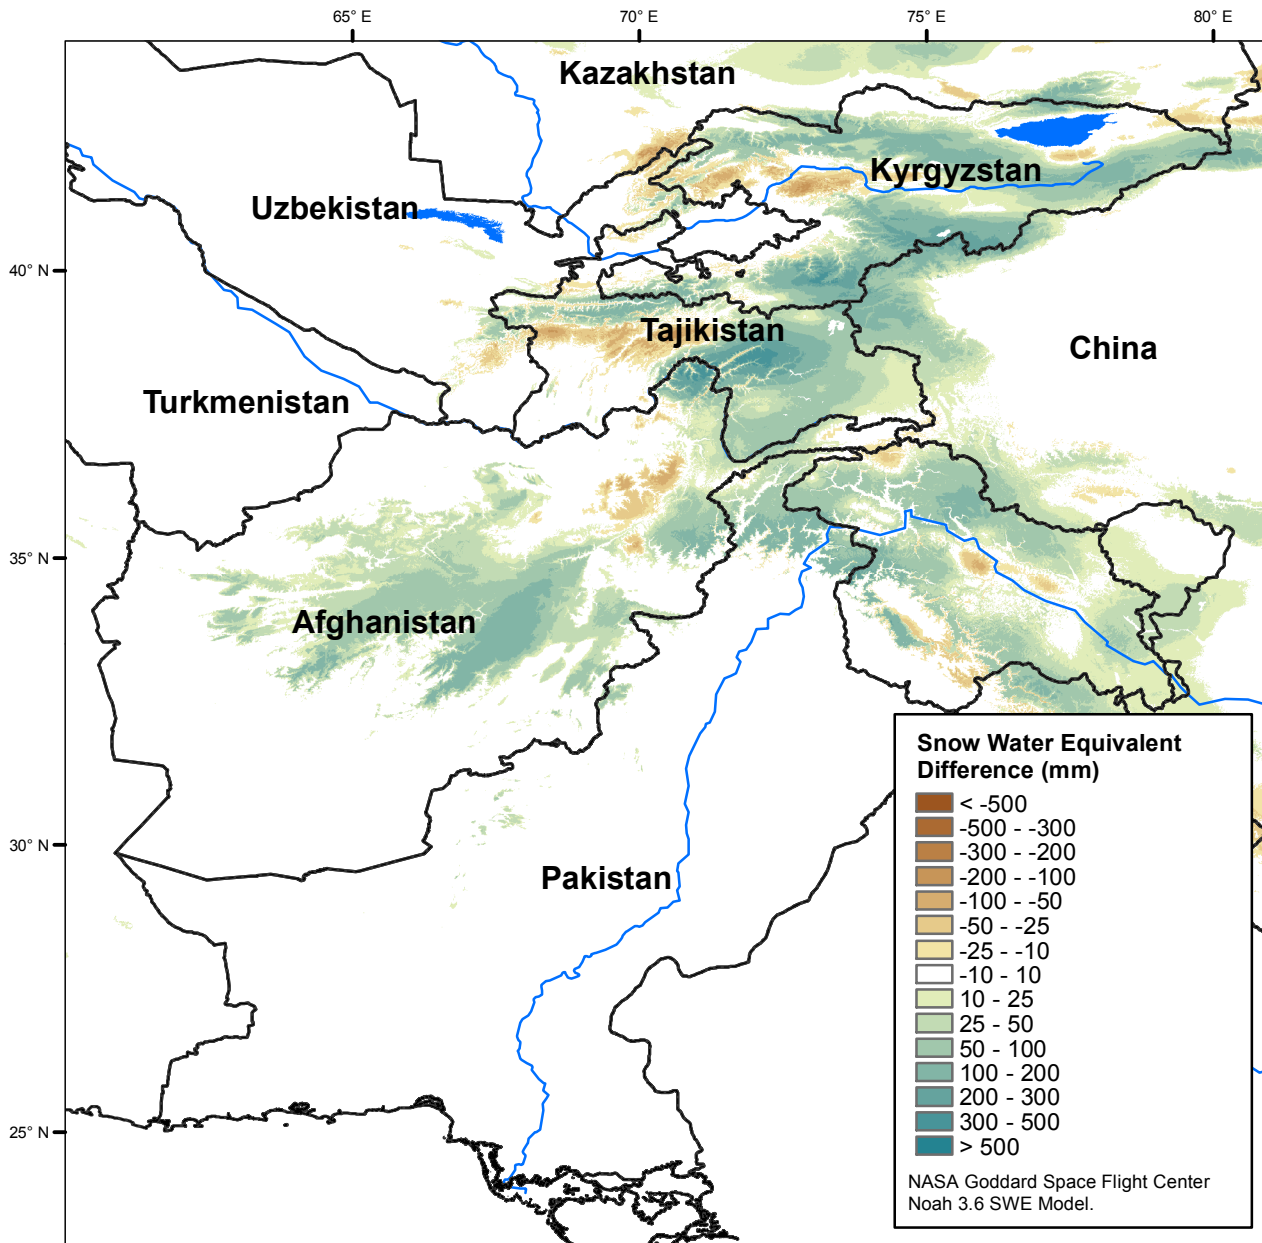 65° E
70° E
75° E
80° E
Kazakhstan
Kyrgyzstan
Uzbekistan
40° N
Tajikistan
China
Turkmenistan
35° N
Afghanistan
30° N
Pakistan
25° N
Snow Water Equivalent
Difference (mm)
< -500
-500 - -300
-300 - -200
-200 - -100
-100 - -50
-50 - -25
-25 - -10
-10 - 10
10 - 25
25 - 50
50 - 100
100 - 200
200 - 300
300 - 500
> 500
NASA Goddard Space Flight Center
Noah 3.6 SWE Model.